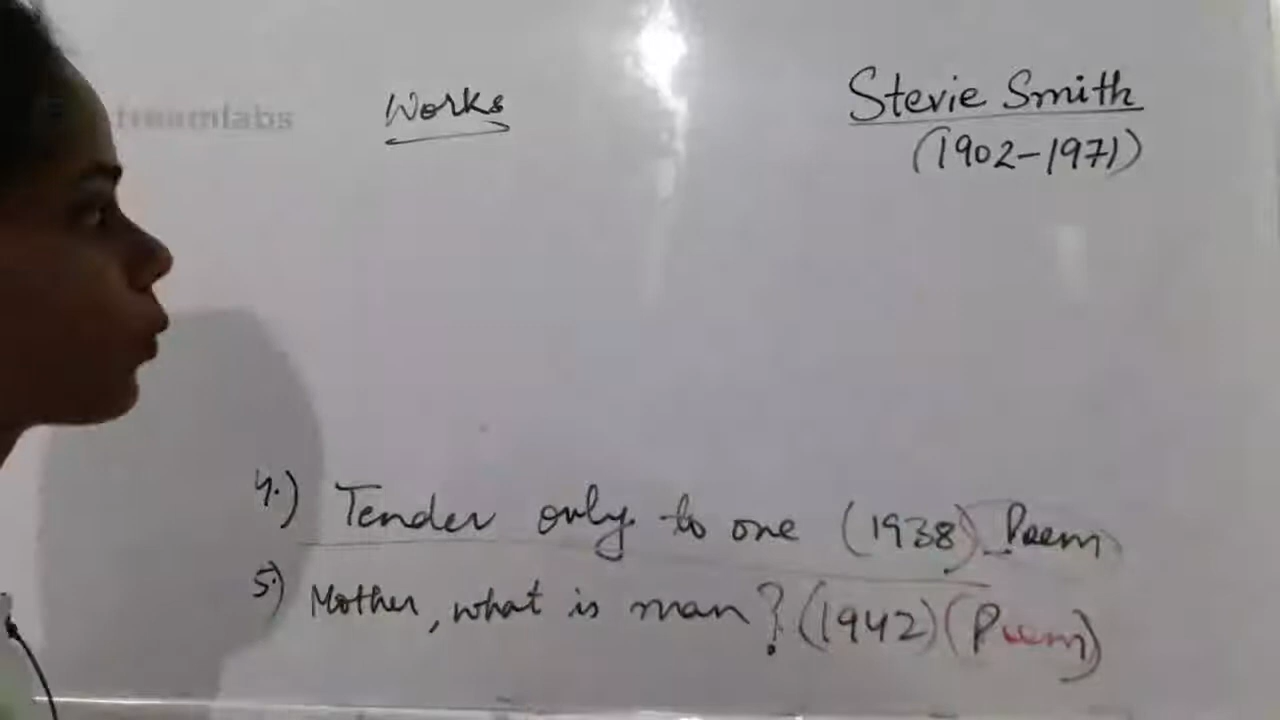 Works
Stevie Smith
(1902-1971)
streamlabs
4.) Tender only to one (1938) Poem
5.) Mother, what is man? (1942) (Poem)